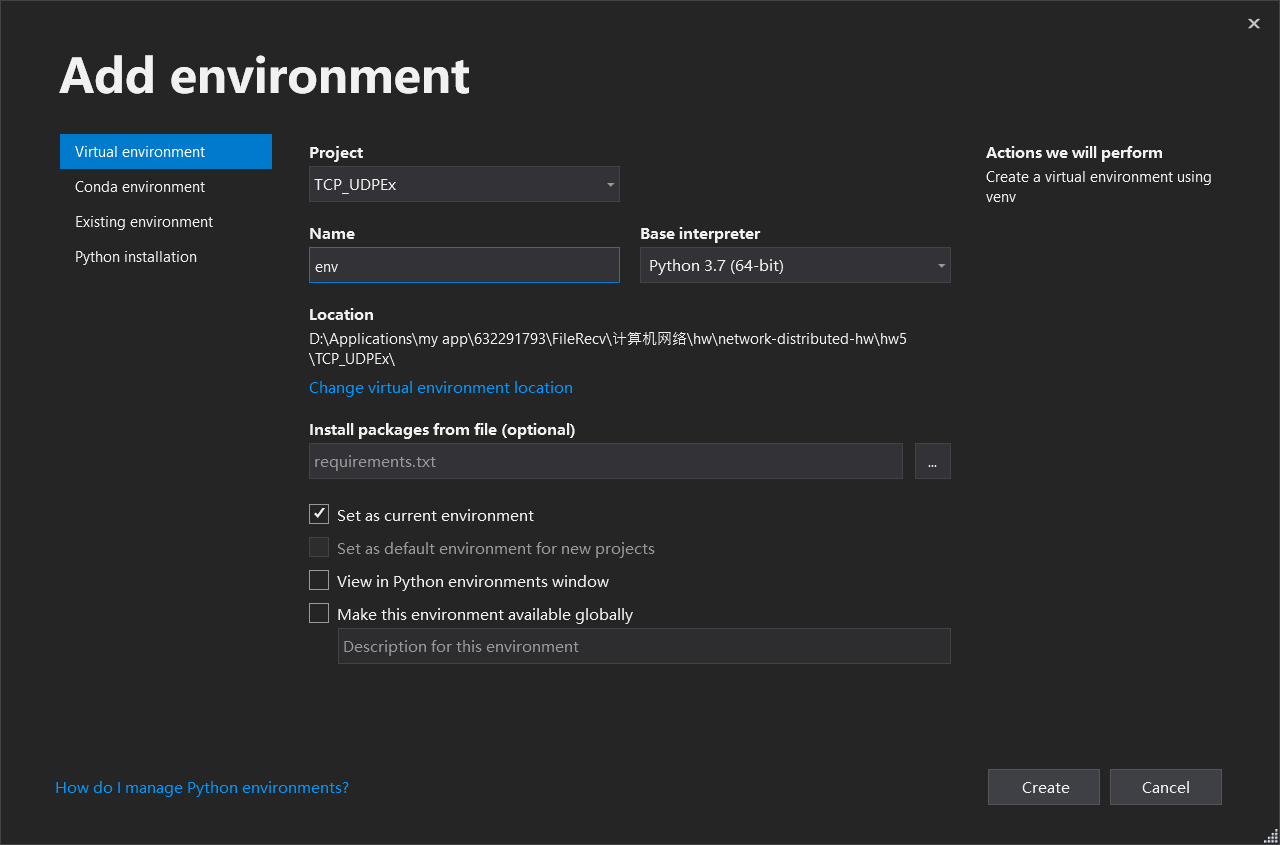 Add environment
Virtual environment
Conda environment
Existing environment
Python installation
Project
TCP_UDPEx
Name
env
Base interpreter
Python 3.7 (64-bit)
Location
D:\Applications\my app\632291793\FileRecv\计算机网络\hw\network-distributed-hw\hw5
\TCP_UDPEx\
Change virtual environment location
Install packages from file (optional)
requirements.txt
...
Set as current environment
Set as default environment for new projects
View in Python environments window
Make this environment available globally
Description for this environment
Actions we will perform
Create a virtual environment using
venv
How do I manage Python environments?
Create
Cancel